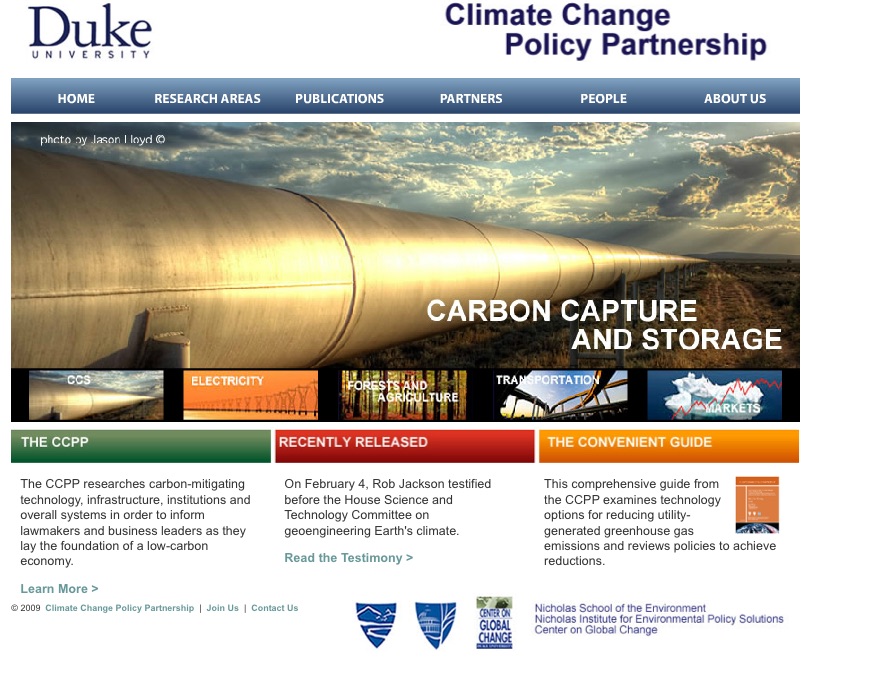 Duke
UNIVERSITY
Climate Change
Policy Partnership
HOME RESEARCH AREAS PUBLICATIONS PARTNERS PEOPLE ABOUT US
photo by Jason Lloyd ©
CARBON CAPTURE
AND STORAGE
CCS
ELECTRICITY
FORESTS AND
AGRICULTURE
TRANSPORTATION
MARKETS
THE CCPP
The CCPP researches carbon-mitigating
technology, infrastructure, institutions and
overall systems in order to inform
lawmakers and business leaders as they
lay the foundation of a low-carbon
economy.
Learn More >
RECENTLY RELEASED
On February 4, Rob Jackson testified
before the House Science and
Technology Committee on
geoengineering Earth's climate.
Read the Testimony >
THE CONVENIENT GUIDE
This comprehensive guide from
the CCPP examines technology
options for reducing utility-
generated greenhouse gas
emissions and reviews policies to achieve
reductions.
© 2009 Climate Change Policy Partnership | Join Us | Contact Us
CENTER ON
GLOBAL
CHANGE
Nicholas School of the Environment
Nicholas Institute for Environmental Policy Solutions
Center on Global Change